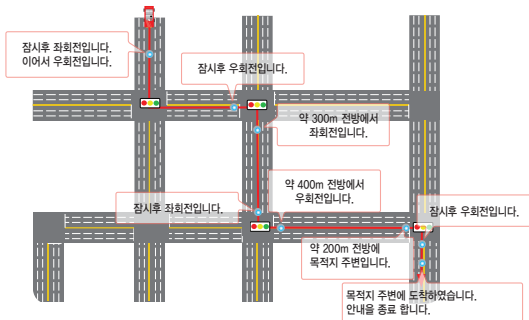 잠시후 좌회전입니다.
이어서 우회전입니다.
잠시후 우회전입니다.
약 300m 전방에서
좌회전입니다.
약 400m 전방에서
우회전입니다.
잠시후 좌회전입니다.
잠시후 우회전입니다.
약 200m 전방에
목적지 주변입니다.
목적지 주변에 도착하였습니다.
안내을 종료 합니다.